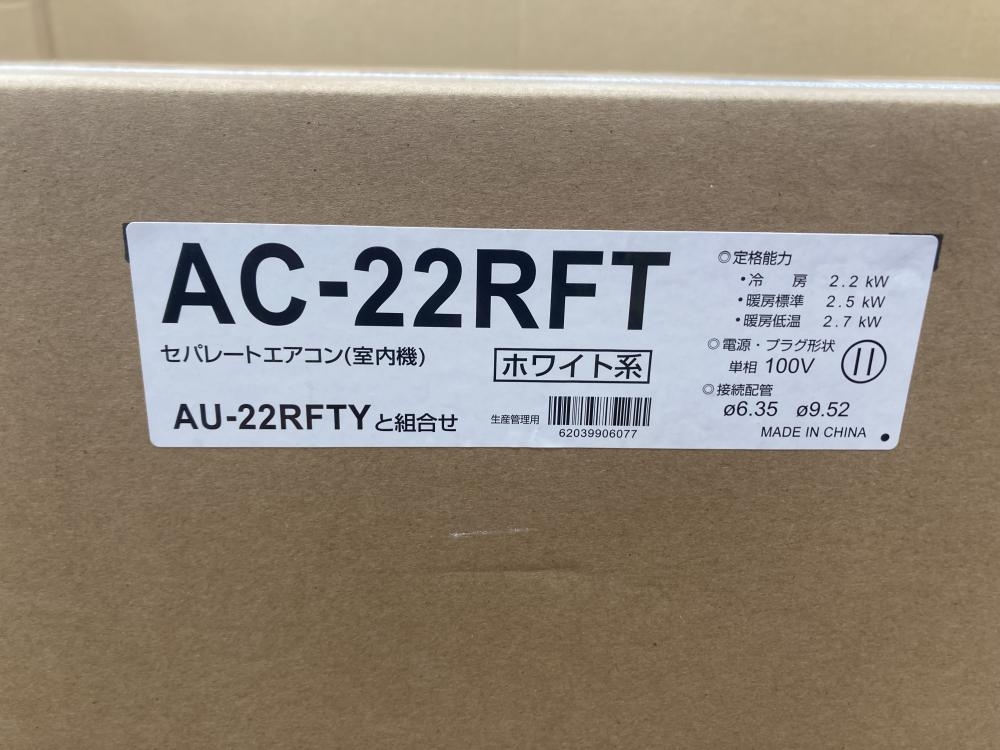 AC-22RFT
セパレートエアコン(室内機)
ホワイト系
AU-22RFTYと組合せ
生産管理用
62039906077
◎定格能力
・冷 房 2.2 kW
・暖房標準 2.5 kW
・暖房低温 2.7 kW
◎電源・プラグ形状
単相 100V
◎接続配管
ø6.35 ø9.52
MADE IN CHINA